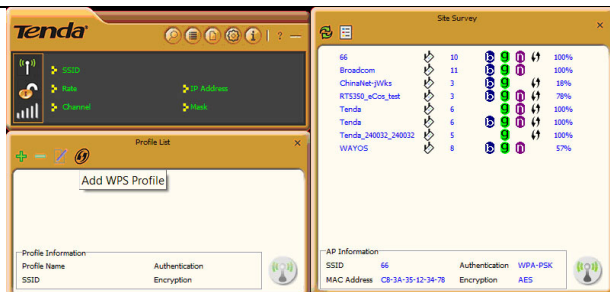 Tenda
? —
SSID
Rate
IP Address
Channel
Mask
Profile List
×
Add WPS Profile
Profile Information
Profile Name
Authentication
SSID
Encryption
Site Survey
×
66 10 b g n 100%
Broadcom 11 b g n 100%
ChinaNet-jWks 3 g 18%
RT5350_eCos_test 3 b g n 78%
Tenda 6 g n 100%
Tenda 6 b g n 100%
Tenda_240032_240032 5 g 100%
WAYOS 8 b g n 57%
AP Information
SSID 66 Authentication WPA-PSK
MAC Address C8-3A-35-12-34-78 Encryption AES